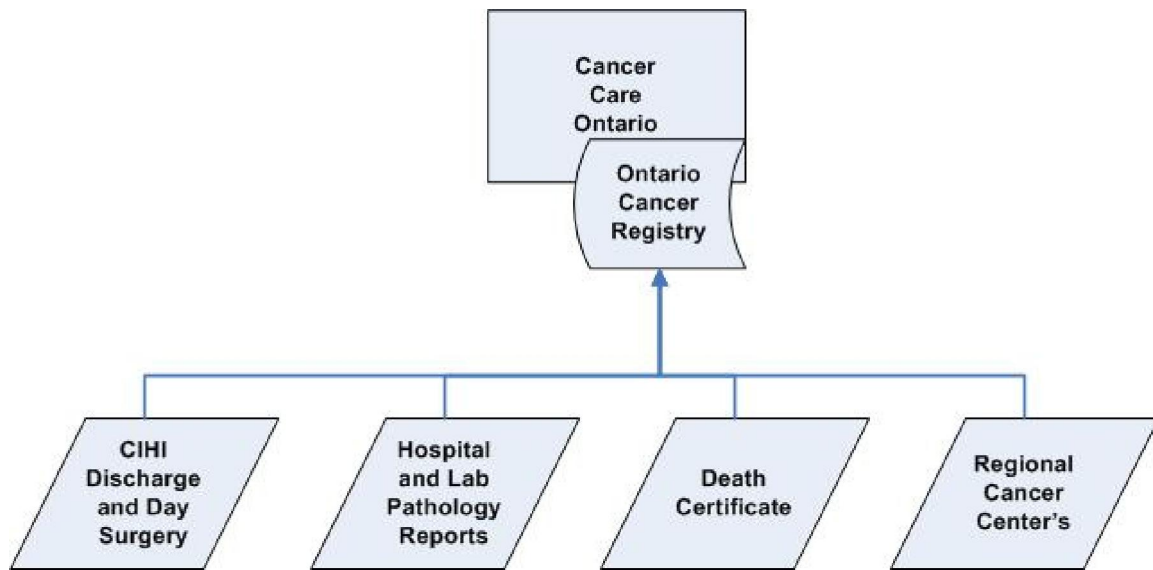 Cancer
Care
Ontario
Ontario
Cancer
Registry
CIHI
Discharge
and Day
Surgery
Hospital
and Lab
Pathology
Reports
Death
Certificate
Regional
Cancer
Center's